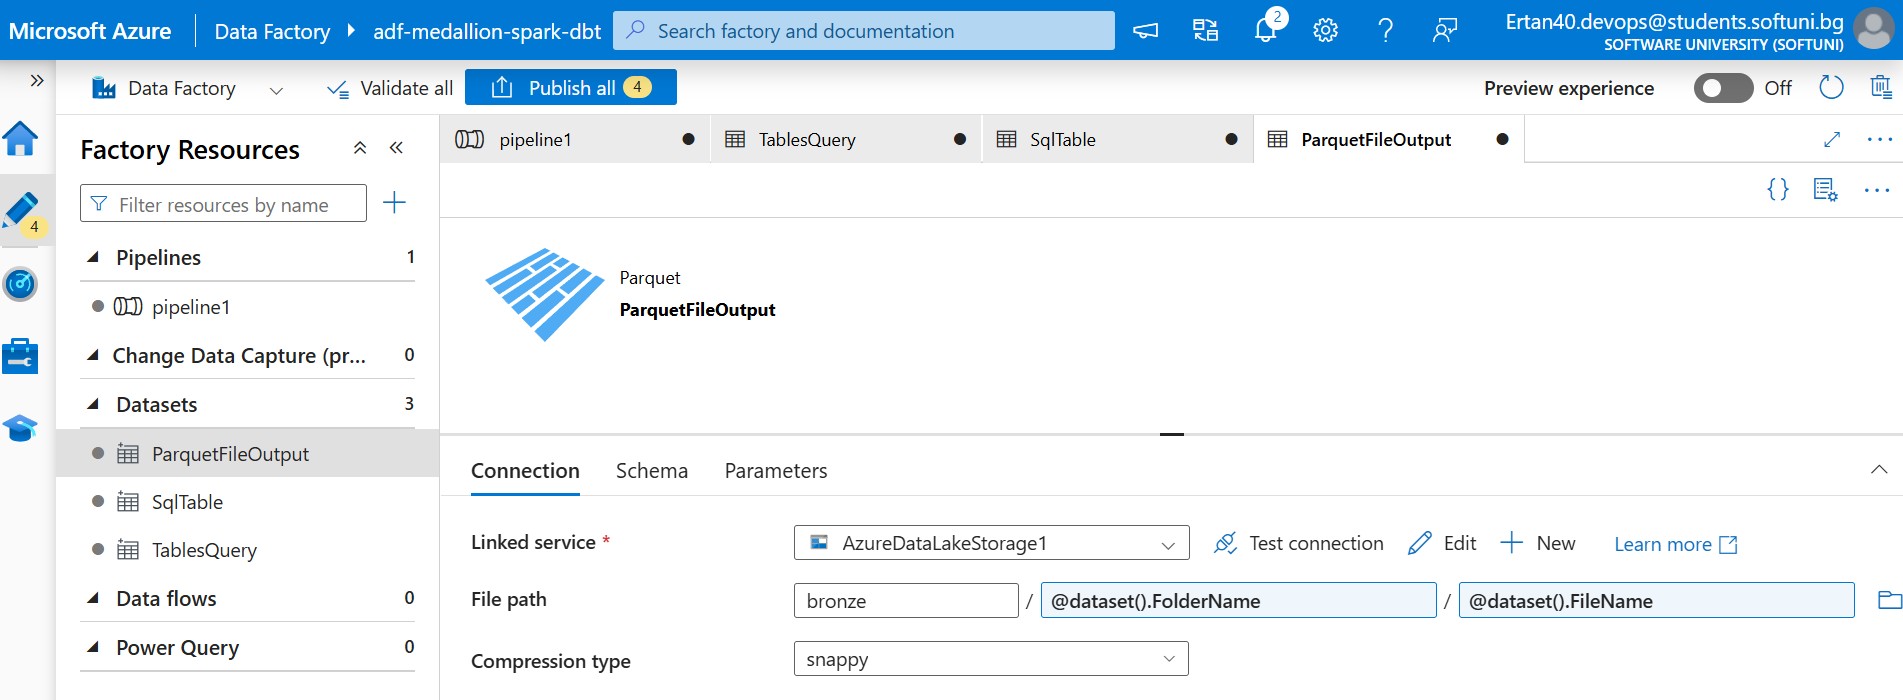 Microsoft Azure
Data Factory
adf-medallion-spark-dbt
Search factory and documentation
2
Ertan40.devops@students.softuni.bg
SOFTWARE UNIVERSITY (SOFTUNI)
Data Factory
Validate all
Publish all 4
Preview experience
Off
4
Factory Resources
Filter resources by name
Pipelines 1
pipeline1
Change Data Capture (pr... 0
Datasets 3
ParquetFileOutput
SqlTable
TablesQuery
Data flows 0
Power Query 0
pipeline1
TablesQuery
SqlTable
ParquetFileOutput
Parquet
ParquetFileOutput
Connection
Schema
Parameters
Linked service *
AzureDataLakeStorage1
Test connection
Edit
New
Learn more
File path
bronze / @dataset().FolderName / @dataset().FileName
Compression type
snappy